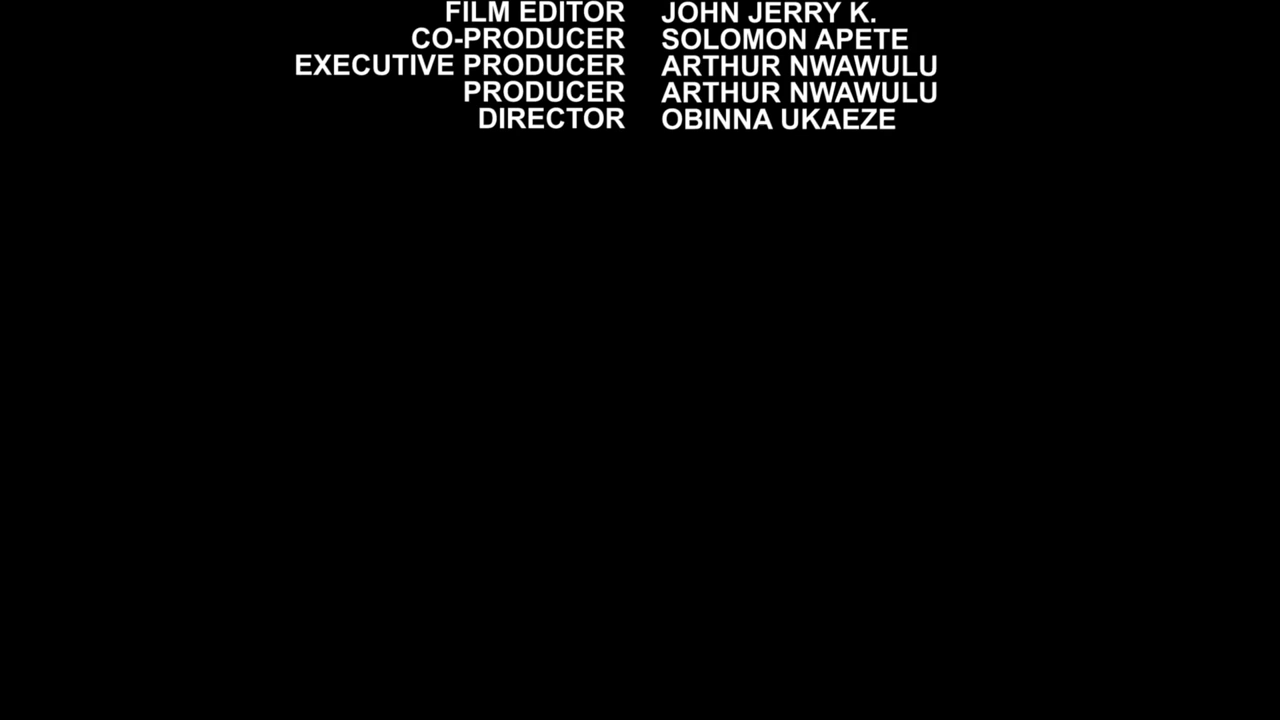 FILM EDITOR JOHN JERRY K.
CO-PRODUCER SOLOMON APETE
EXECUTIVE PRODUCER ARTHUR NWAWULU
PRODUCER ARTHUR NWAWULU
DIRECTOR OBINNA UKAEZE